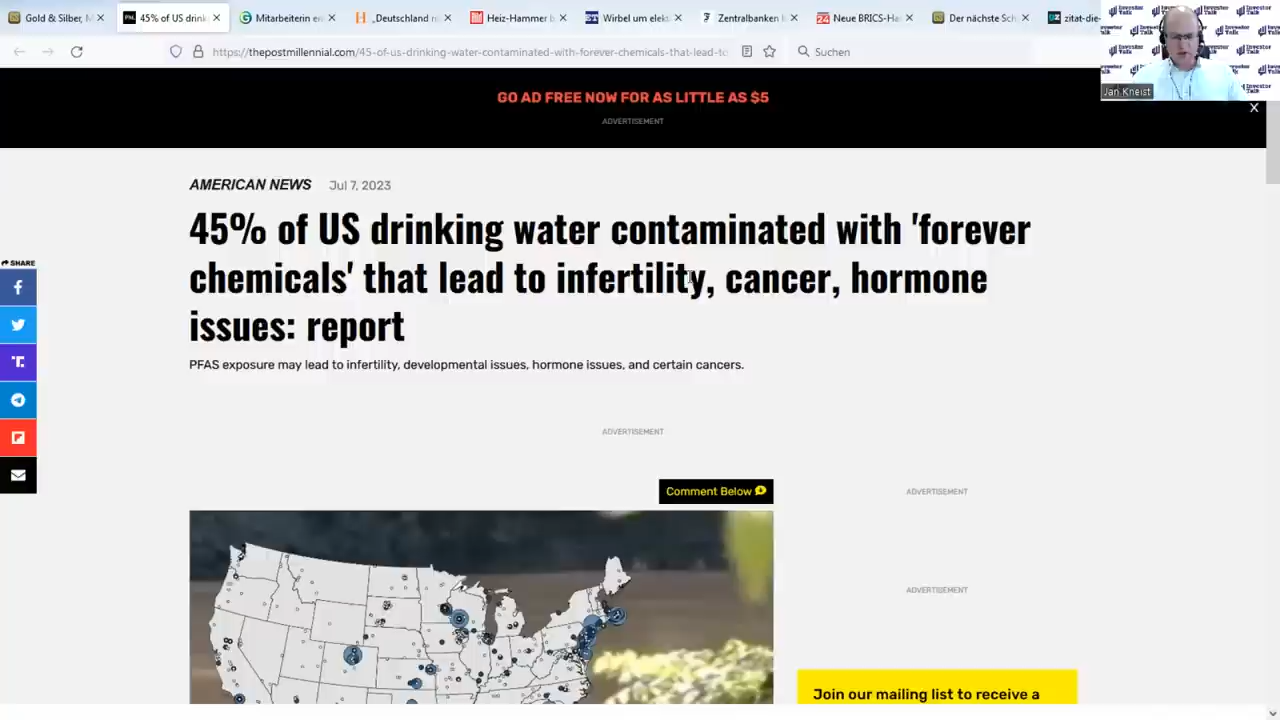 Gold & Silber, M
45% of US drink
Mitarbeiterin er
„Deutschland
Heiz-Hammer
Wirbel um elek
Zentralbanken
Neue BRICS-Ha
Der nächste Sch
zitat-die-
https://thepostmillennial.com/45-of-us-drinking-water-contaminated-with-forever-chemicals-that-lead-to
Suchen
Investor Talk
Jan Kneist
GO AD FREE NOW FOR AS LITTLE AS $5
ADVERTISEMENT
X
AMERICAN NEWS Jul 7, 2023
45% of US drinking water contaminated with 'forever
chemicals' that lead to infertility, cancer, hormone
issues: report
SHARE
PFAS exposure may lead to infertility, developmental issues, hormone issues, and certain cancers.
ADVERTISEMENT
Comment Below
ADVERTISEMENT
ADVERTISEMENT
Join our mailing list to receive a